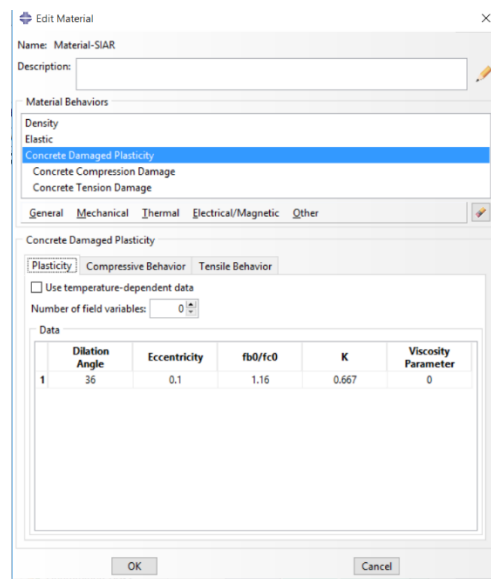 Edit Material
Name: Material-SIAR
Description:
Material Behaviors
Density
Elastic
Concrete Damaged Plasticity
Concrete Compression Damage
Concrete Tension Damage
General Mechanical Thermal Electrical/Magnetic Other
Concrete Damaged Plasticity
Plasticity Compressive Behavior Tensile Behavior
Use temperature-dependent data
Number of field variables: 0
Data
Dilation Angle Eccentricity fb0/fc0 K Viscosity Parameter
1 36 0.1 1.16 0.667 0
OK Cancel